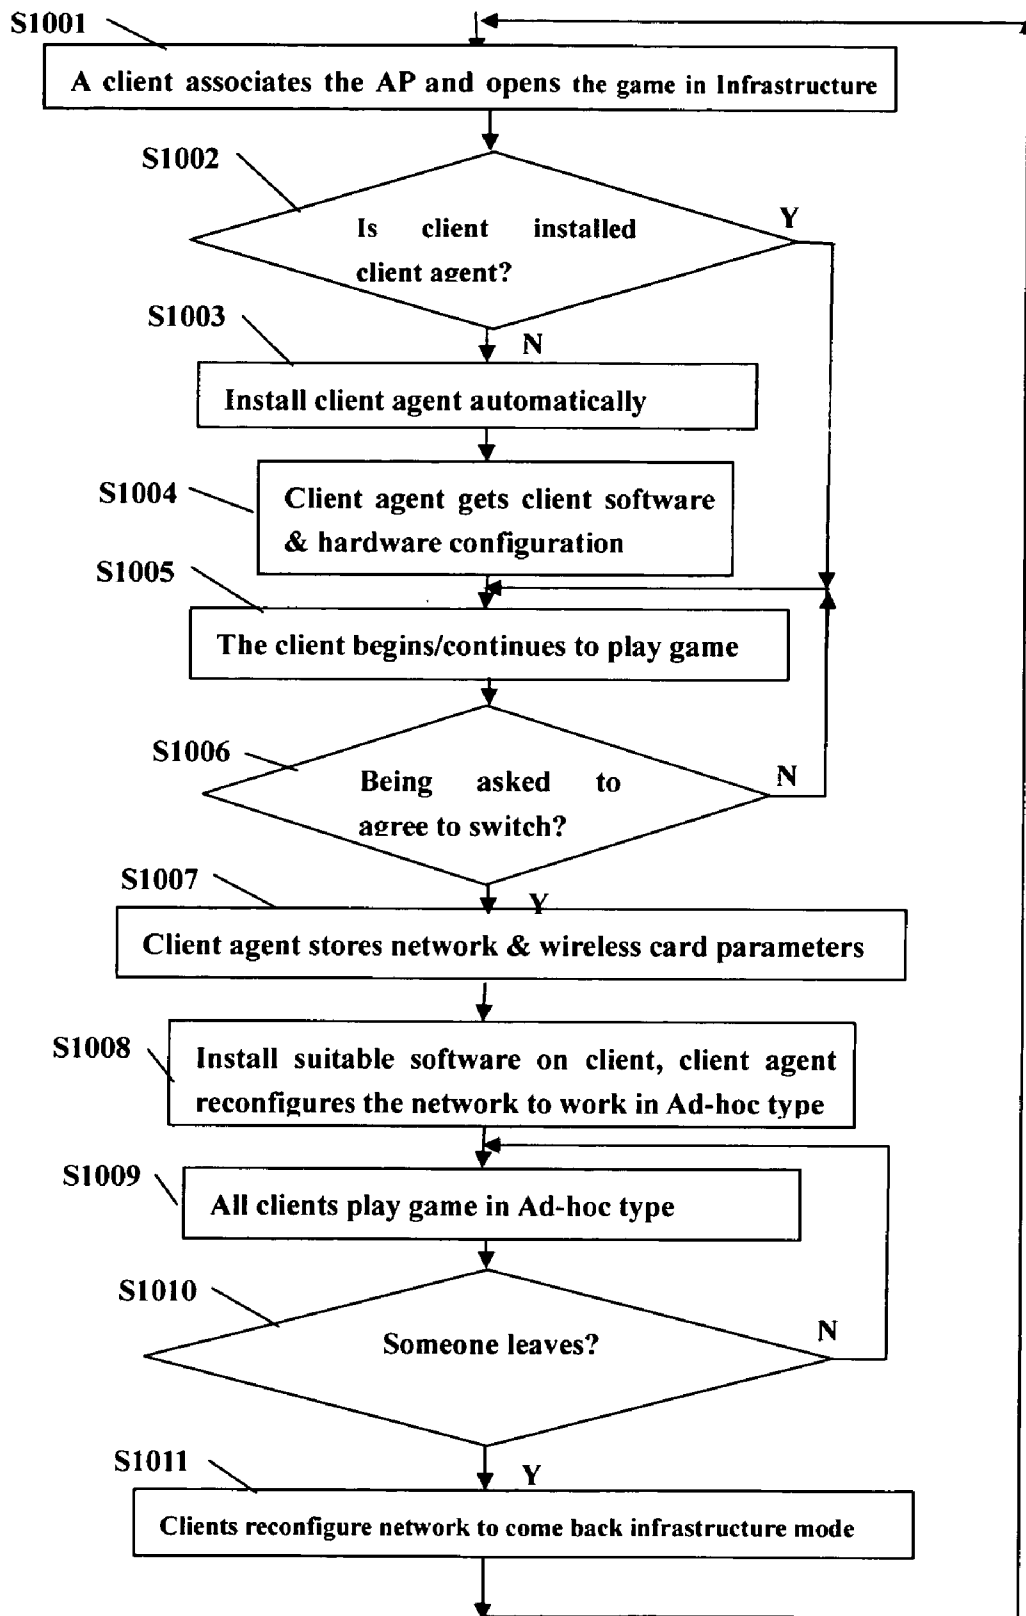 S1001
A client associates the AP and opens the game in Infrastructure
S1002
Y
Is client installed
client agent?
S1003
N
Install client agent automatically
S1004
Client agent gets client software
& hardware configuration
S1005
The client begins/continues to play game
S1006
N
Being asked to
agree to switch?
S1007
Y
Client agent stores network & wireless card parameters
S1008
Install suitable software on client, client agent
reconfigures the network to work in Ad-hoc type
S1009
All clients play game in Ad-hoc type
S1010
N
Someone leaves?
S1011
Y
Clients reconfigure network to come back infrastructure mode